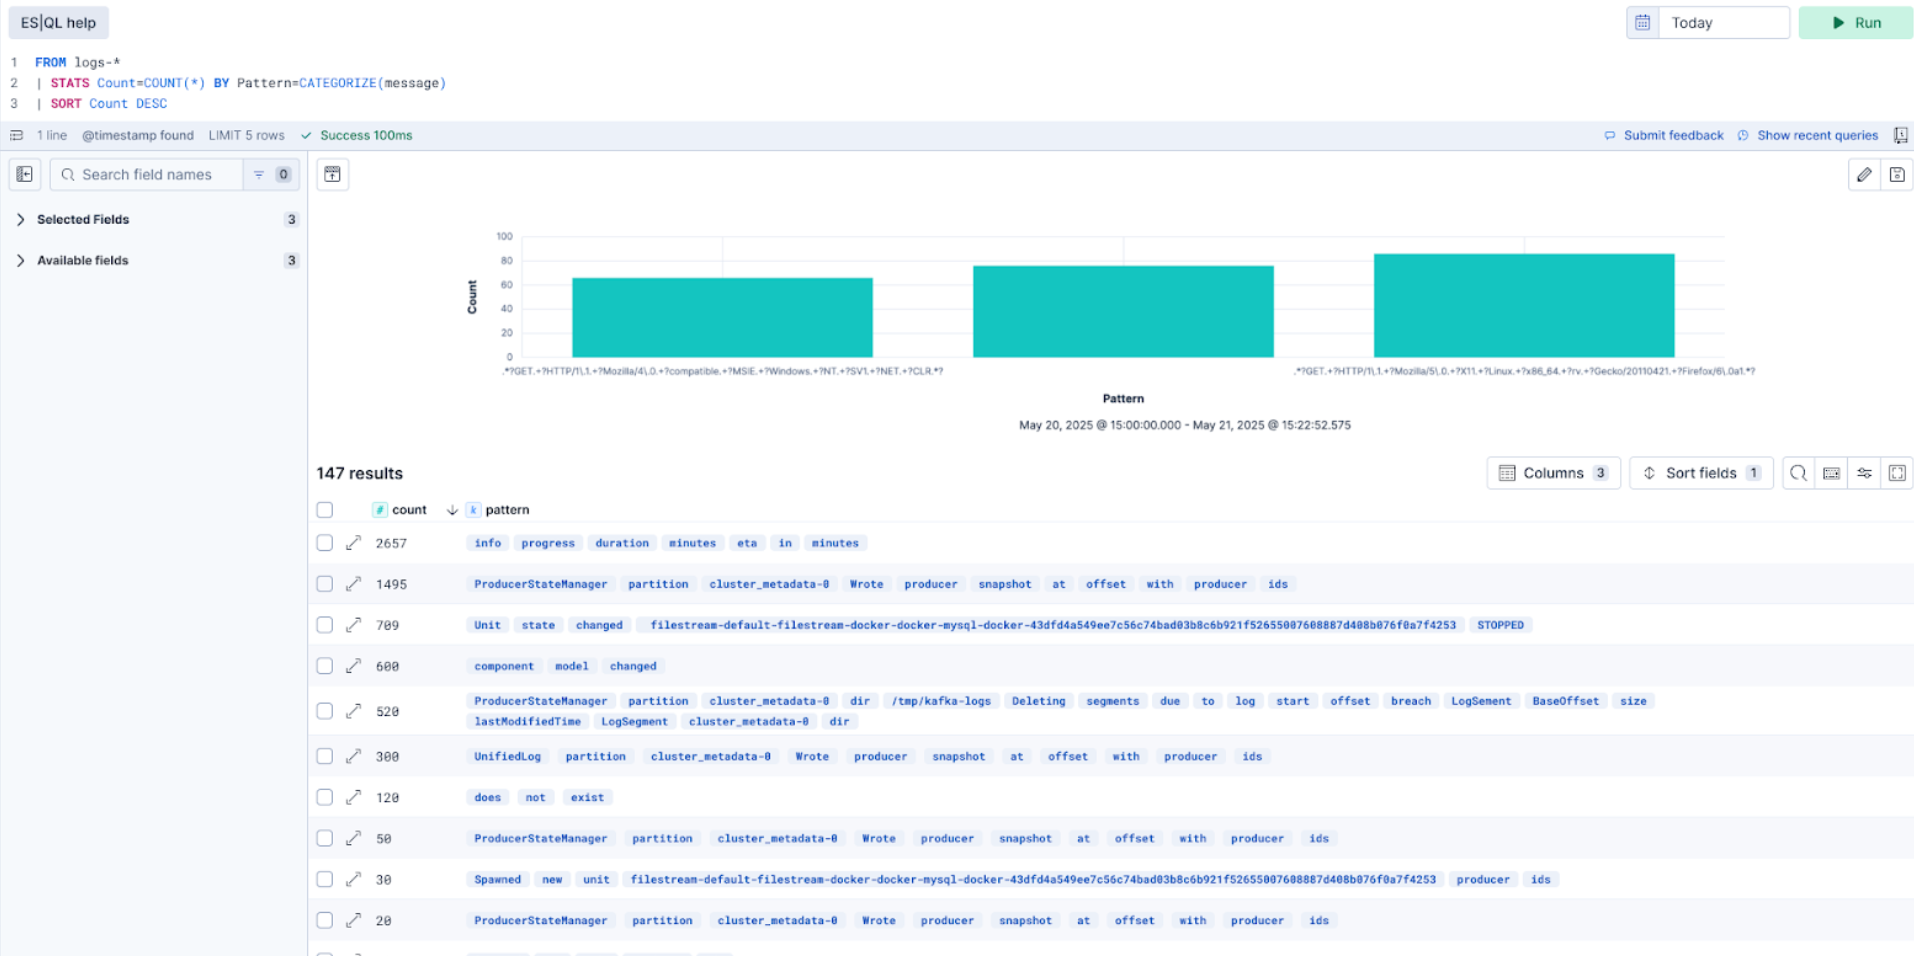 ES|QL help
Today
Run
1 FROM logs-*
2 | STATS Count=COUNT(*) BY Pattern=CATEGORIZE(message)
3 | SORT Count DESC
1 line @timestamp found LIMIT 5 rows Success 100ms
Submit feedback Show recent queries
Search field names 0
Selected Fields 3
Available fields 3
100
80
60
40
20
0
Count
.*?GET.+?HTTP/1\.1.+?Mozilla/4\.0.+?compatible.+?MSIE.+?Windows.+?NT.+?SV1.+?NET.+?CLR.*?
.*?GET.+?HTTP/1\.1.+?Mozilla/5\.0.+?X11.+?Linux.+?x86_64.+?rv.+?Gecko/20110421.+?Firefox/6\.0a1.*?
Pattern
May 20, 2025 @ 15:00:00.000 - May 21, 2025 @ 15:22:52.575
147 results
Columns 3 Sort fields 1
# count k pattern
2657 info progress duration minutes eta in minutes
1495 ProducerStateManager partition cluster_metadata-0 Wrote producer snapshot at offset with producer ids
709 Unit state changed filestream-default-filestream-docker-docker-mysql-docker-43dfd4a549ee7c56c74bad03b8c6b921f52655007608887d408b076f0a7f4253 STOPPED
600 component model changed
520 ProducerStateManager partition cluster_metadata-0 dir /tmp/kafka-logs Deleting segments due to log start offset breach LogSement BaseOffset size
lastModifiedTime LogSegment cluster_metadata-0 dir
300 UnifiedLog partition cluster_metadata-0 Wrote producer snapshot at offset with producer ids
120 does not exist
50 ProducerStateManager partition cluster_metadata-0 Wrote producer snapshot at offset with producer ids
30 Spawned new unit filestream-default-filestream-docker-docker-mysql-docker-43dfd4a549ee7c56c74bad03b8c6b921f52655007608887d408b076f0a7f4253 producer ids
20 ProducerStateManager partition cluster_metadata-0 Wrote producer snapshot at offset with producer ids